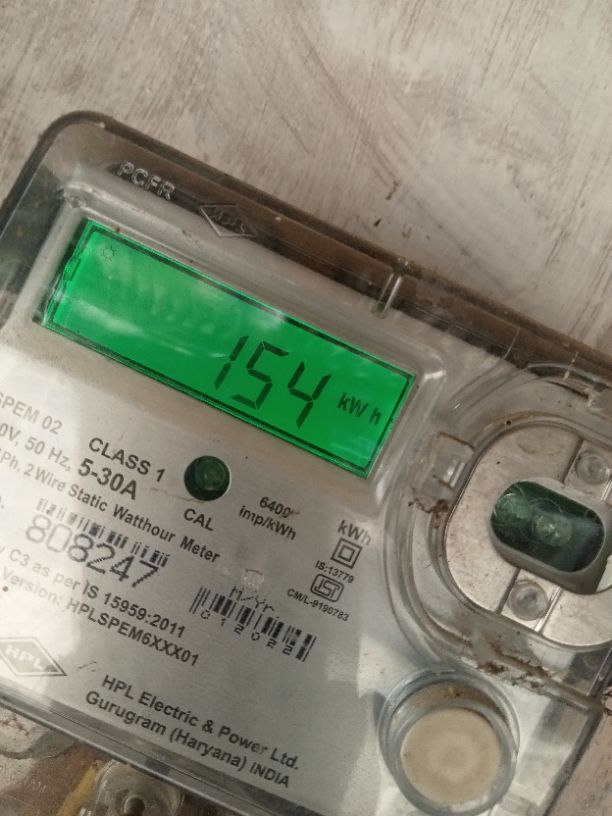 PCFR
HPL
154 kWh
SPEM 02
0V, 50 Hz,
CLASS 1
5-30A
CAL
6400
imp/kWh
kWh
Ph, 2 Wire Static Watthour Meter
IS:13779
CM/L-9190783
808247
C3 as per IS 15959:2011
Version: HPLSPEM6XXX01
M/Yr
012022
HPL
HPL Electric & Power Ltd.
Gurugram (Haryana) INDIA